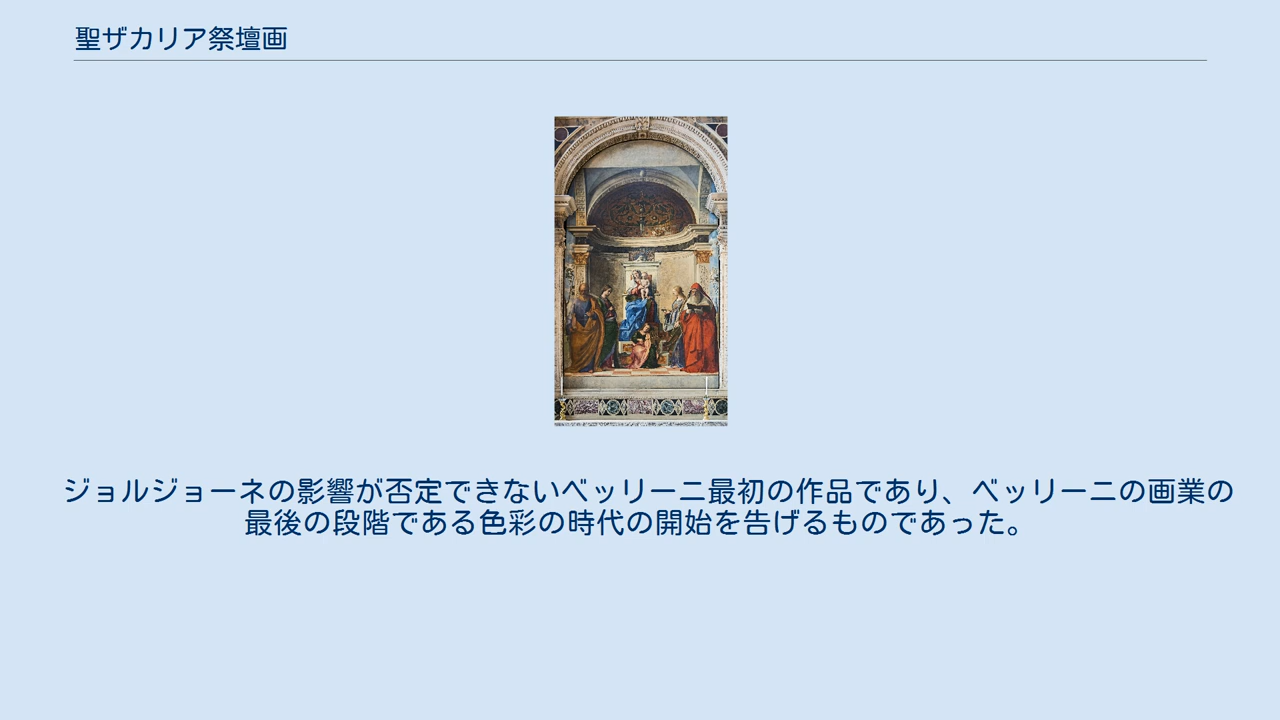 聖ザカリア祭壇画
ジョルジョーネの影響が否定できないベッリーニ最初の作品であり、ベッリーニの画業の
最後の段階である色彩の時代の開始を告げるものであった。